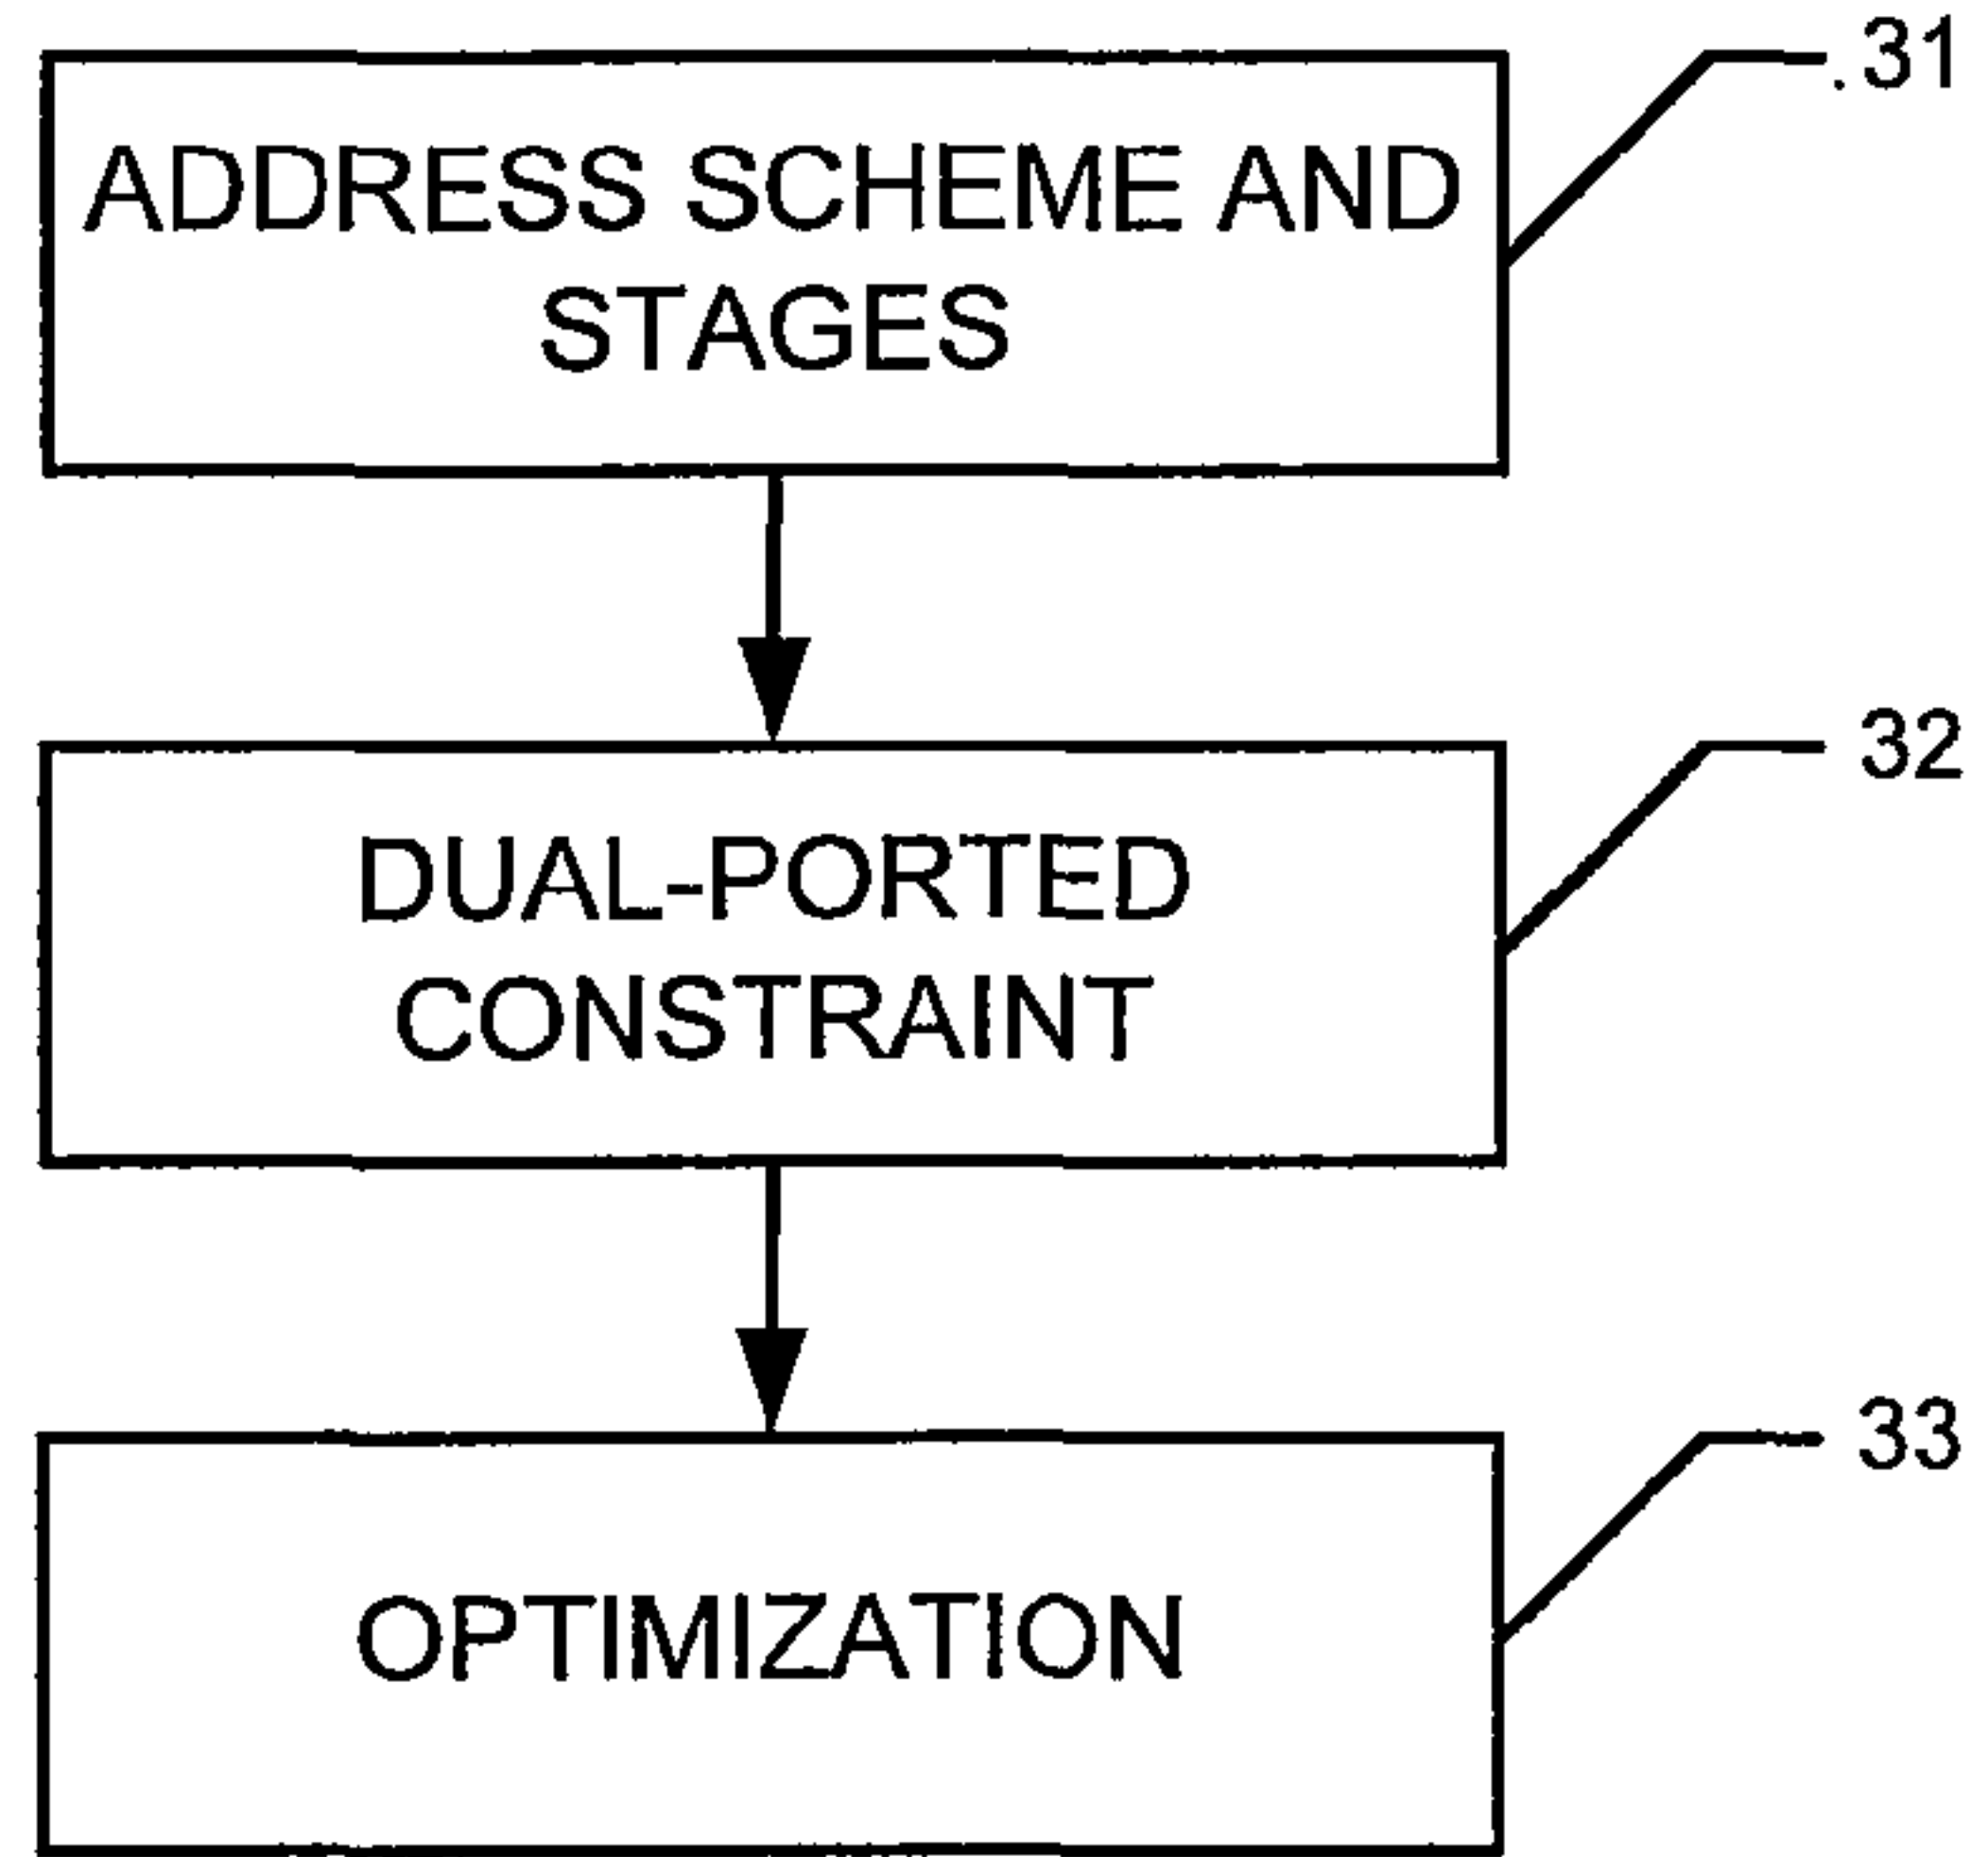 31
ADDRESS SCHEME AND
STAGES
32
DUAL-PORTED
CONSTRAINT
33
OPTIMIZATION